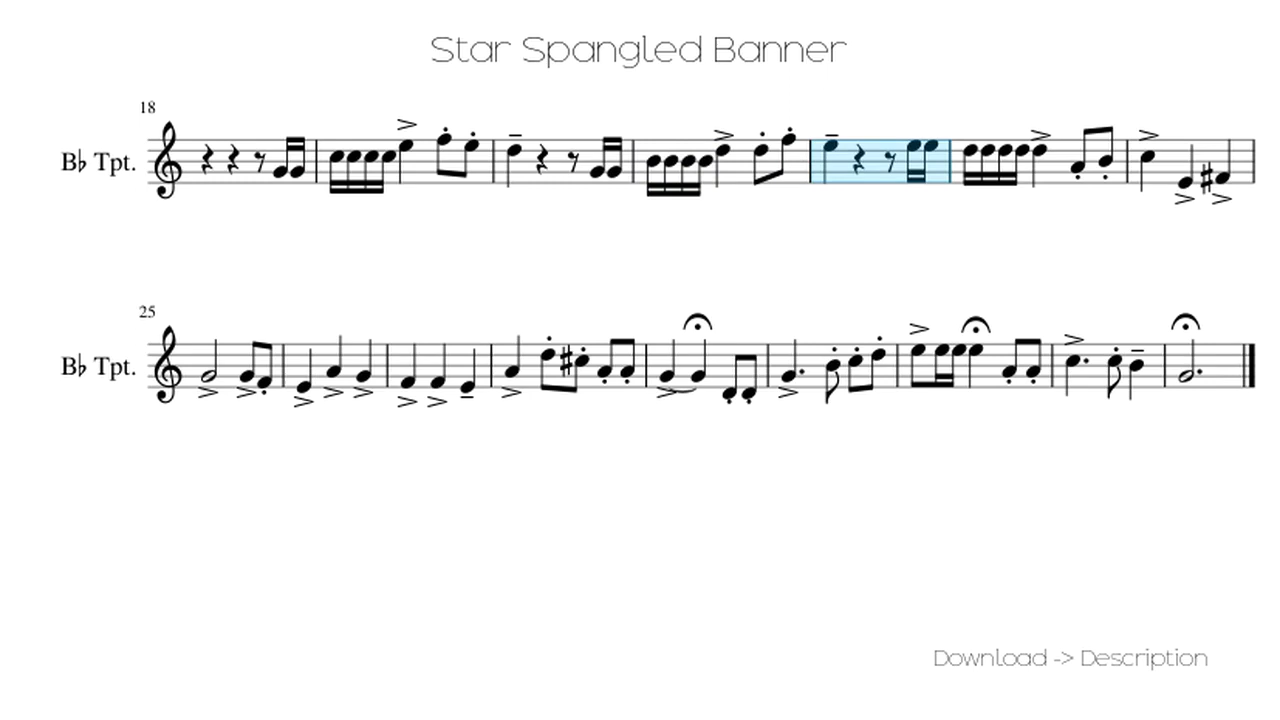 Star Spangled Banner
18
B♭ Tpt.
25
B♭ Tpt.
Download -> Description